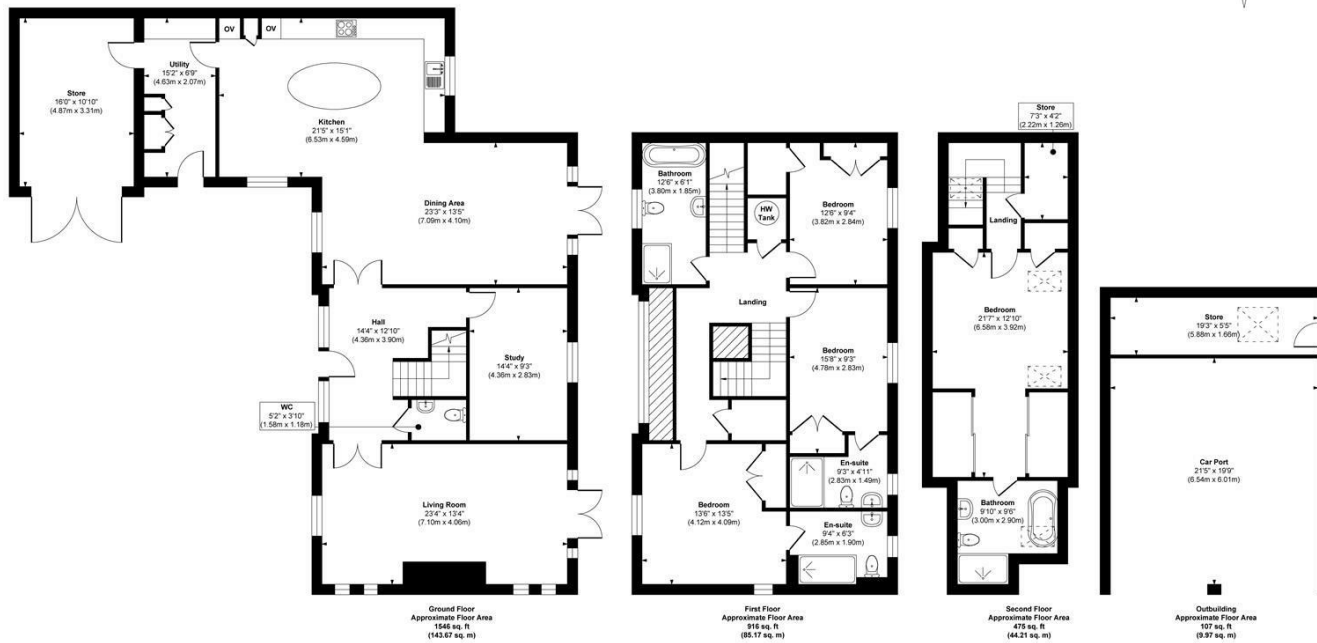 Store
16'0" x 10'10"
(4.87m x 3.31m)
Utility
15'2" x 6'9"
(4.63m x 2.07m)
OV
OV
Kitchen
21'5" x 15'1"
(6.53m x 4.59m)
Dining Area
23'3" x 13'5"
(7.09m x 4.10m)
Hall
14'4" x 12'10"
(4.36m x 3.90m)
Study
14'4" x 9'3"
(4.36m x 2.83m)
WC
5'2" x 3'10"
(1.58m x 1.18m)
Living Room
23'4" x 13'4"
(7.10m x 4.06m)
Ground Floor
Approximate Floor Area
1546 sq. ft
(143.67 sq. m)
Bathroom
12'6" x 6'1"
(3.80m x 1.85m)
HW
Tank
Bedroom
12'6" x 9'4"
(3.82m x 2.84m)
Landing
Bedroom
15'8" x 9'3"
(4.78m x 2.83m)
En-suite
9'3" x 4'11"
(2.83m x 1.49m)
Bedroom
13'6" x 13'5"
(4.12m x 4.09m)
En-suite
9'4" x 6'3"
(2.85m x 1.90m)
First Floor
Approximate Floor Area
916 sq. ft
(85.17 sq. m)
Store
7'3" x 4'2"
(2.22m x 1.26m)
Landing
Bedroom
21'7" x 12'10"
(6.58m x 3.92m)
Bathroom
9'10" x 9'6"
(3.00m x 2.90m)
Second Floor
Approximate Floor Area
475 sq. ft
(44.21 sq. m)
Store
19'3" x 5'5"
(5.88m x 1.66m)
Car Port
21'5" x 19'9"
(6.54m x 6.01m)
Outbuilding
Approximate Floor Area
107 sq. ft
(9.97 sq. m)